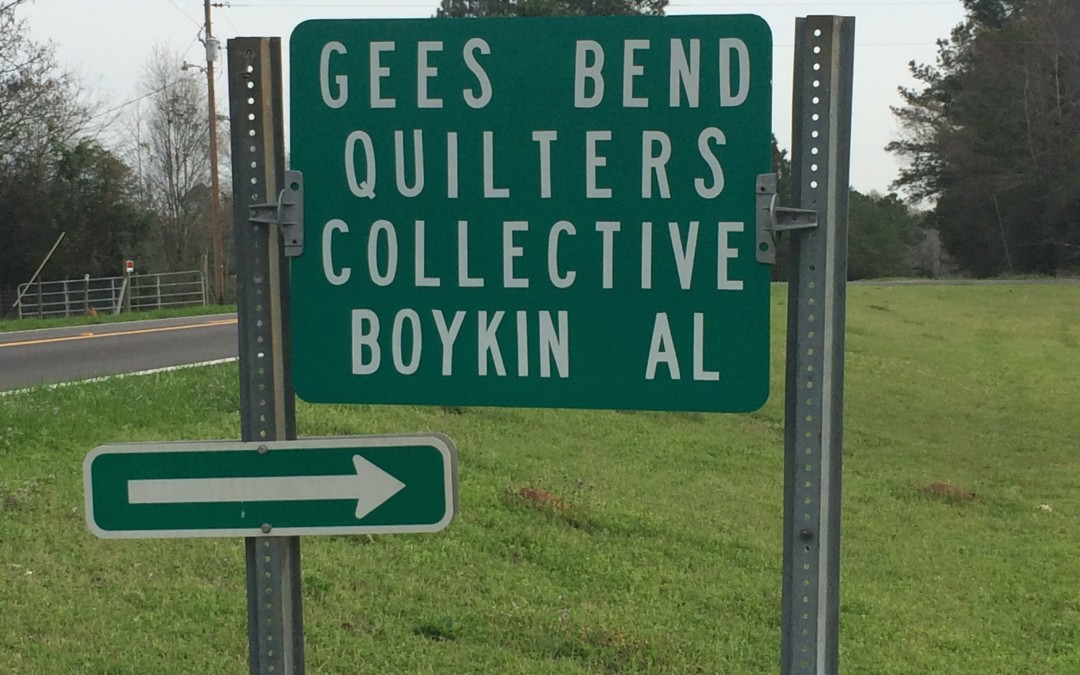 GEES BEND
QUILTERS
COLLECTIVE
BOYKIN AL